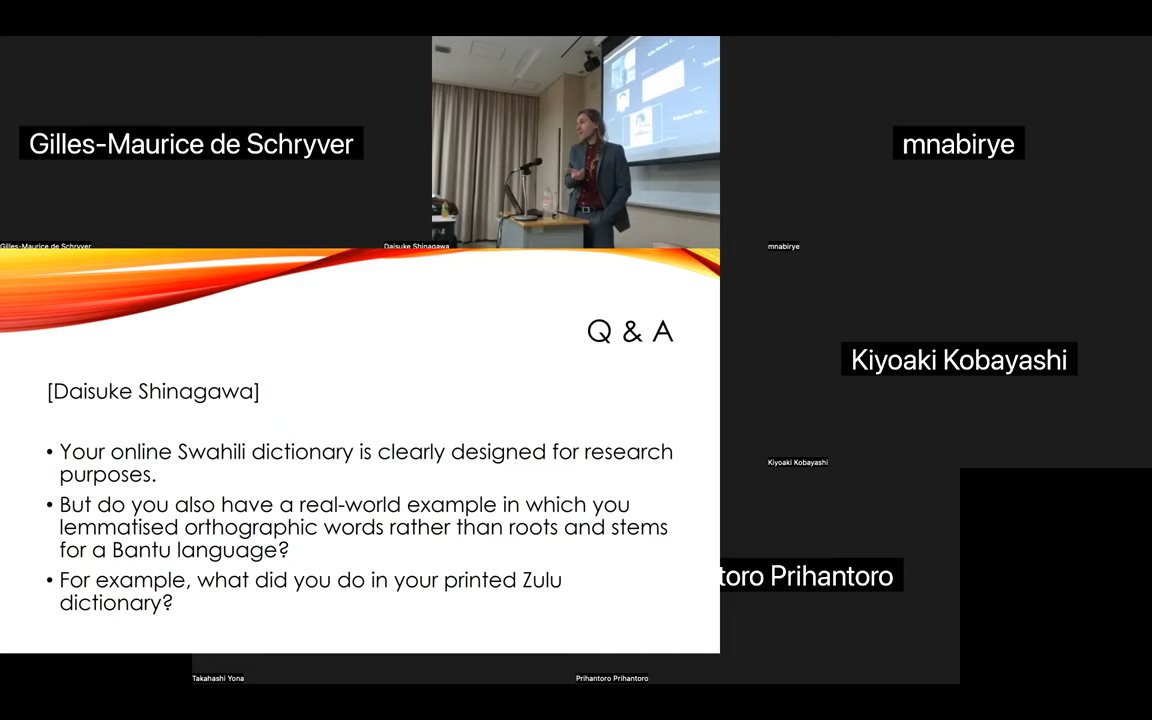 Gilles-Maurice de Schryver
mnabirye
Gilles-Maurice de Schryver
Daisuke Shinagawa
mnabirye
Q & A
[Daisuke Shinagawa]
• Your online Swahili dictionary is clearly designed for research
purposes.
• But do you also have a real-world example in which you
lemmatised orthographic words rather than roots and stems
for a Bantu language?
• For example, what did you do in your printed Zulu
dictionary?
Kiyoaki Kobayashi
Kiyoaki Kobayashi
toro Prihantoro
Takahashi Yona
Prihantoro Prihantoro